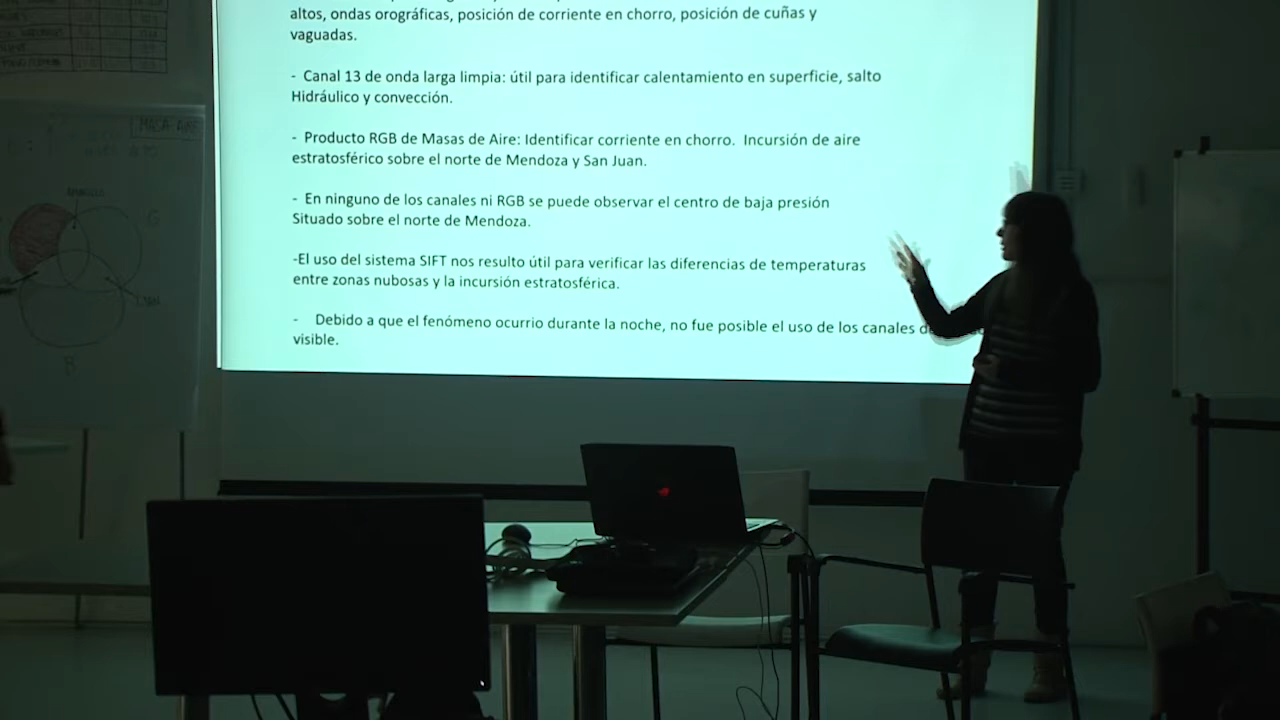 altos, ondas orográficas, posición de corriente en chorro, posición de cuñas y
vaguadas.
- Canal 13 de onda larga limpia: útil para identificar calentamiento en superficie, salto
Hidráulico y convección.
- Producto RGB de Masas de Aire: Identificar corriente en chorro. Incursión de aire
estratosférico sobre el norte de Mendoza y San Juan.
- En ninguno de los canales ni RGB se puede observar el centro de baja presión
Situado sobre el norte de Mendoza.
-El uso del sistema SIFT nos resulto útil para verificar las diferencias de temperaturas
entre zonas nubosas y la incursión estratosférica.
- Debido a que el fenómeno ocurrio durante la noche, no fue posible el uso de los canales
visible.
MASA AIRE
AMARILLO
G
CIAN
B